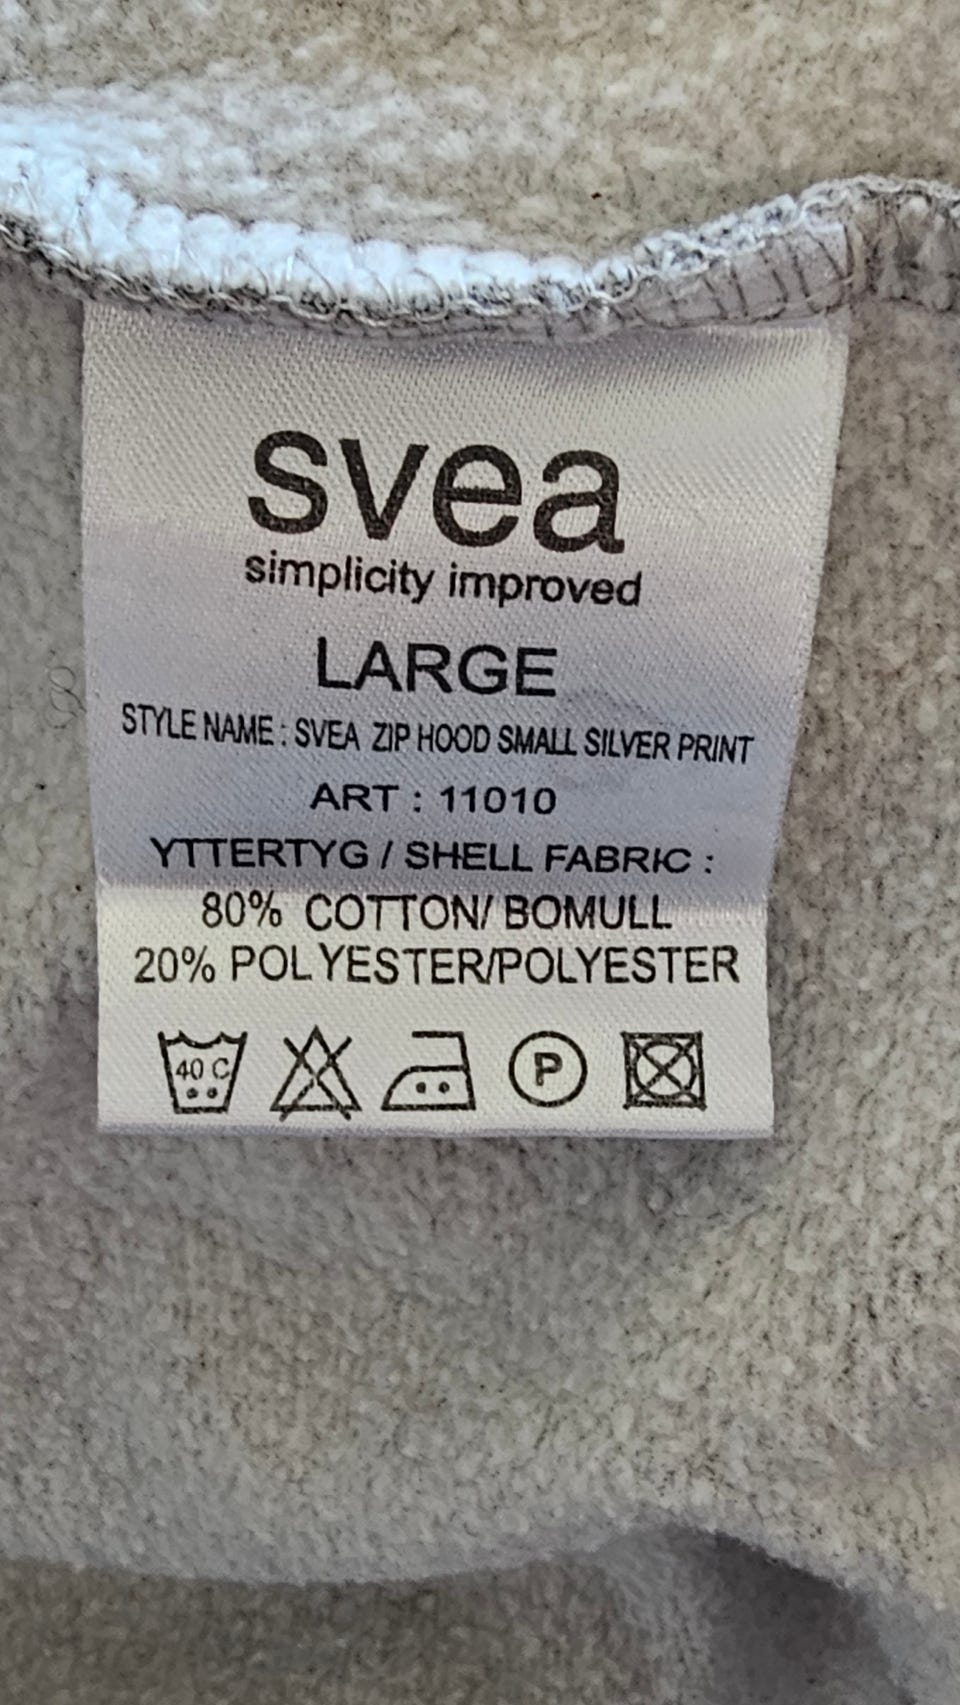 svea
simplicity improved
LARGE
STYLE NAME : SVEA ZIP HOOD SMALL SILVER PRINT
ART : 11010
YTTERTYG / SHELL FABRIC :
80% COTTON/ BOMULL
20% POLYESTER/POLYESTER
40 C P